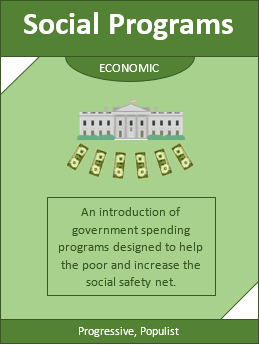 Social Programs
ECONOMIC
An introduction of
government spending
programs designed to help
the poor and increase the
social safety net.
Progressive, Populist